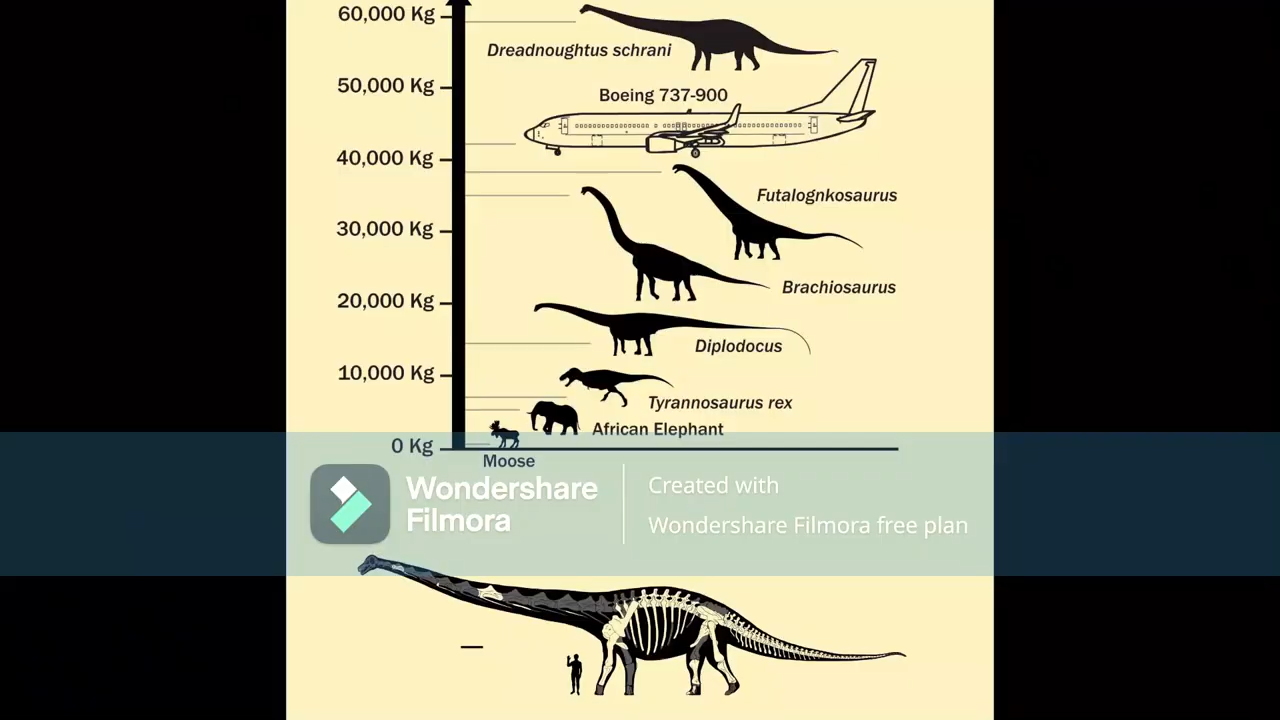 60,000 Kg
Dreadnoughtus schrani
50,000 Kg
Boeing 737-900
40,000 Kg
Futalognkosaurus
30,000 Kg
Brachiosaurus
20,000 Kg
Diplodocus
10,000 Kg
Tyrannosaurus rex
African Elephant
0 Kg
Moose
Wondershare
Filmora
Created with
Wondershare Filmora free plan